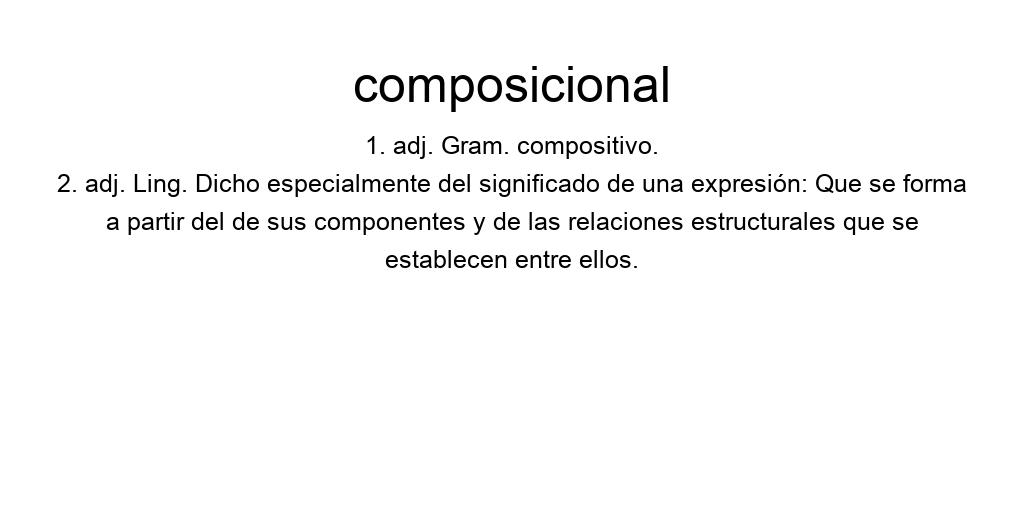 composicional
1. adj. Gram. compositivo.
2. adj. Ling. Dicho especialmente del significado de una expresión: Que se forma
a partir del de sus componentes y de las relaciones estructurales que se
establecen entre ellos.